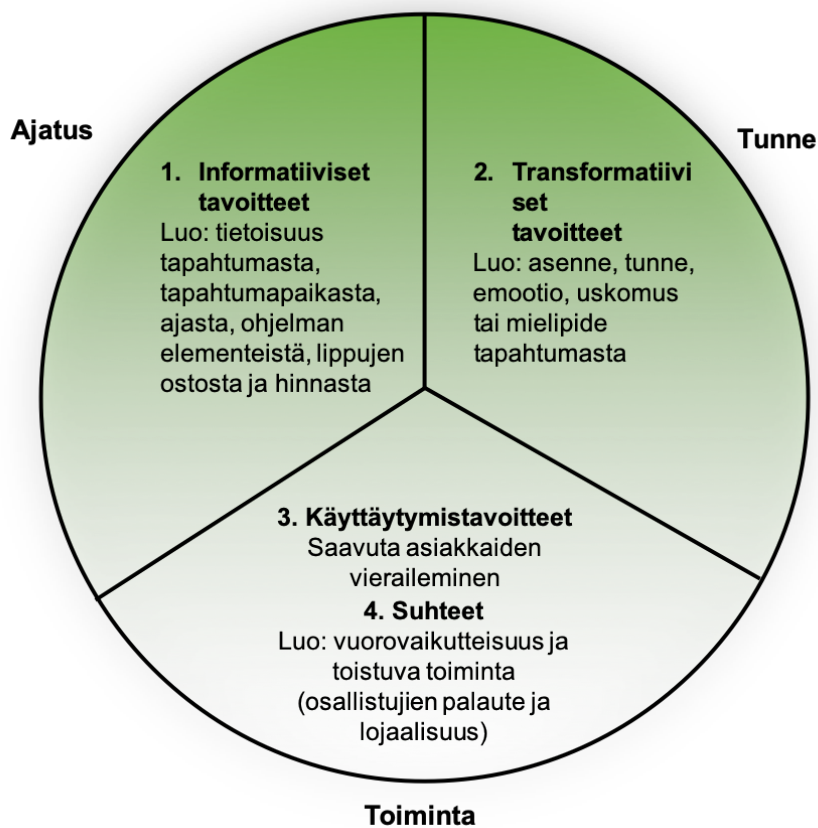 Ajatus
Tunne
1. Informatiiviset
tavoitteet
Luo: tietoisuus
tapahtumasta,
tapahtumapaikasta,
ajasta, ohjelman
elementeistä, lippujen
ostosta ja hinnasta
2. Transformatiivi
set
tavoitteet
Luo: asenne, tunne,
emootio, uskomus
tai mielipide
tapahtumasta
3. Käyttäytymistavoitteet
Saavuta asiakkaiden
vieraileminen
4. Suhteet
Luo: vuorovaikutteisuus ja
toistuva toiminta
(osallistujien palaute ja
lojaalisuus)
Toiminta